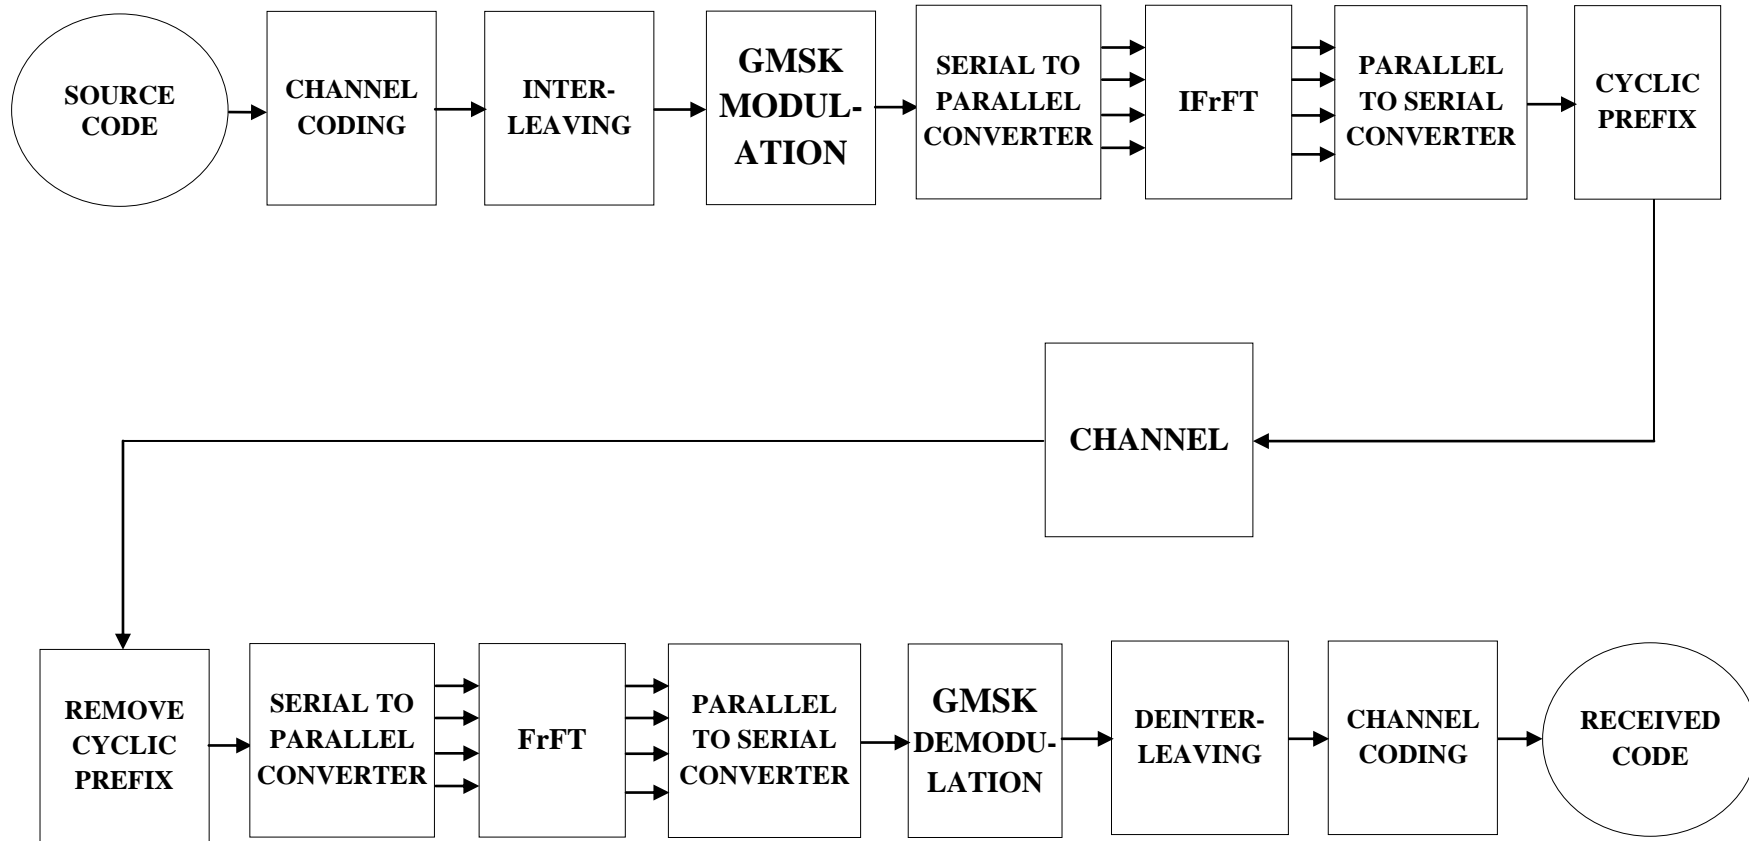 SOURCE
CODE
CHANNEL
CODING
INTER-
LEAVING
GMSK
MODUL-
ATION
SERIAL TO
PARALLEL
CONVERTER
IFrFT
PARALLEL
TO SERIAL
CONVERTER
CYCLIC
PREFIX
CHANNEL
REMOVE
CYCLIC
PREFIX
SERIAL TO
PARALLEL
CONVERTER
FrFT
PARALLEL
TO SERIAL
CONVERTER
GMSK
DEMODU-
LATION
DEINTER-
LEAVING
CHANNEL
CODING
RECEIVED
CODE